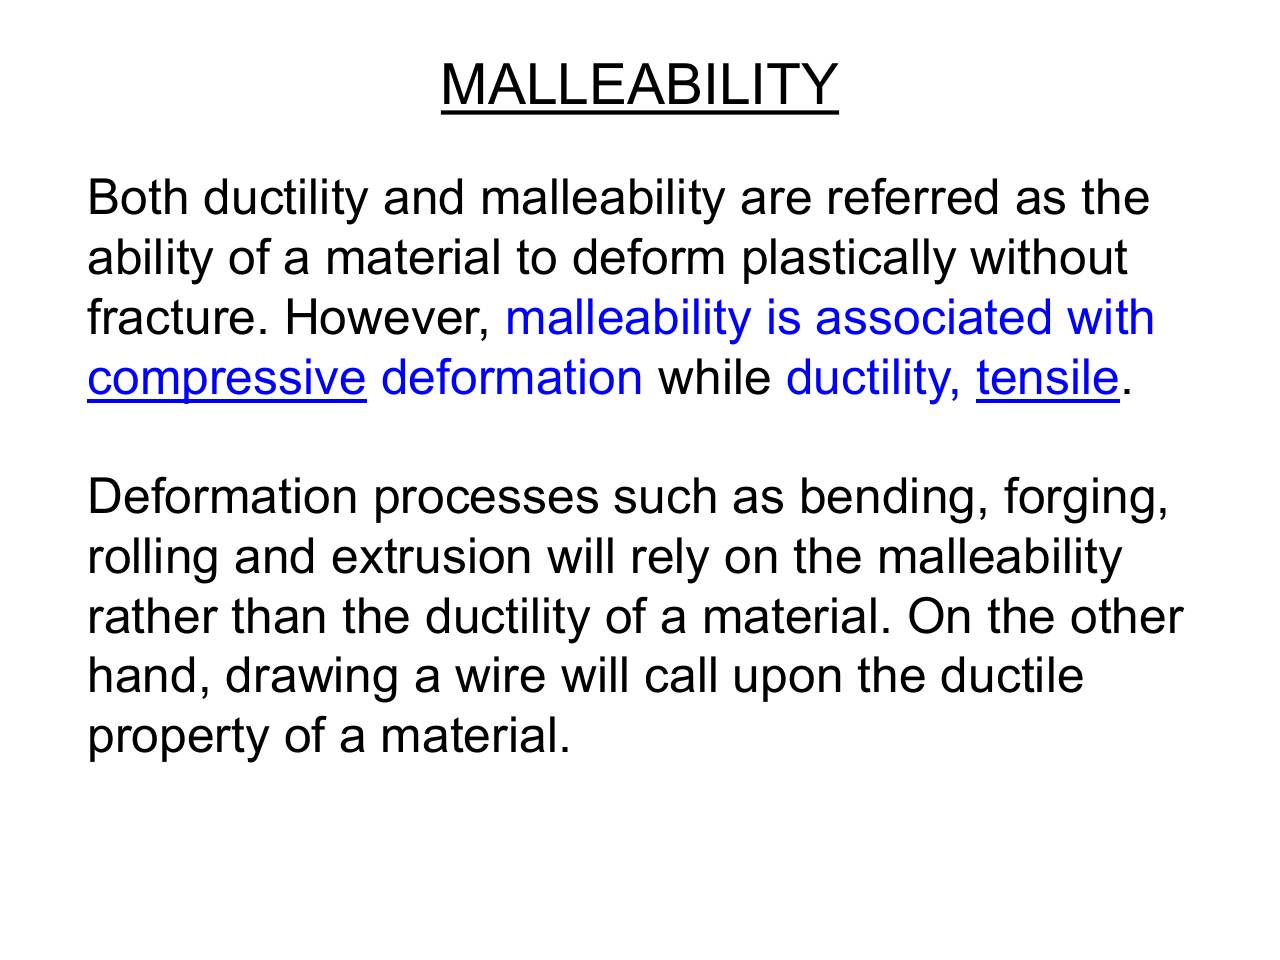 MALLEABILITY
Both ductility and malleability are referred as the
ability of a material to deform plastically without
fracture. However, malleability is associated with
compressive deformation while ductility, tensile.
Deformation processes such as bending, forging,
rolling and extrusion will rely on the malleability
rather than the ductility of a material. On the other
hand, drawing a wire will call upon the ductile
property of a material.